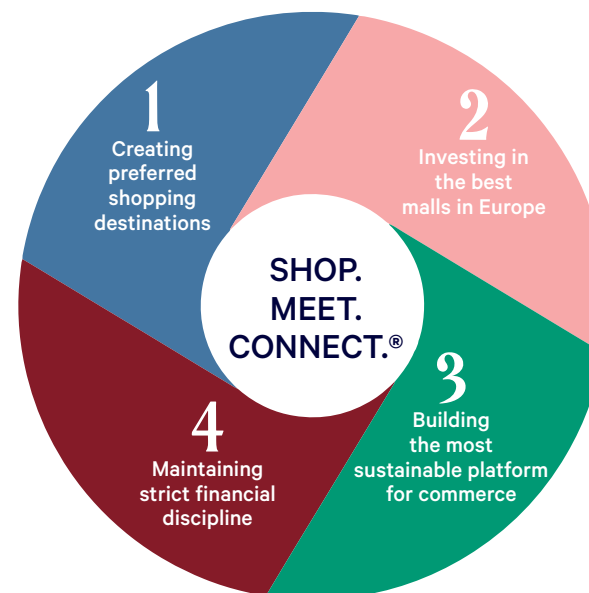 1
Creating
preferred
shopping
destinations
2
Investing in
the best
malls in Europe
SHOP.
MEET.
CONNECT.®
3
Building
the most
sustainable platform
for commerce
4
Maintaining
strict financial
discipline